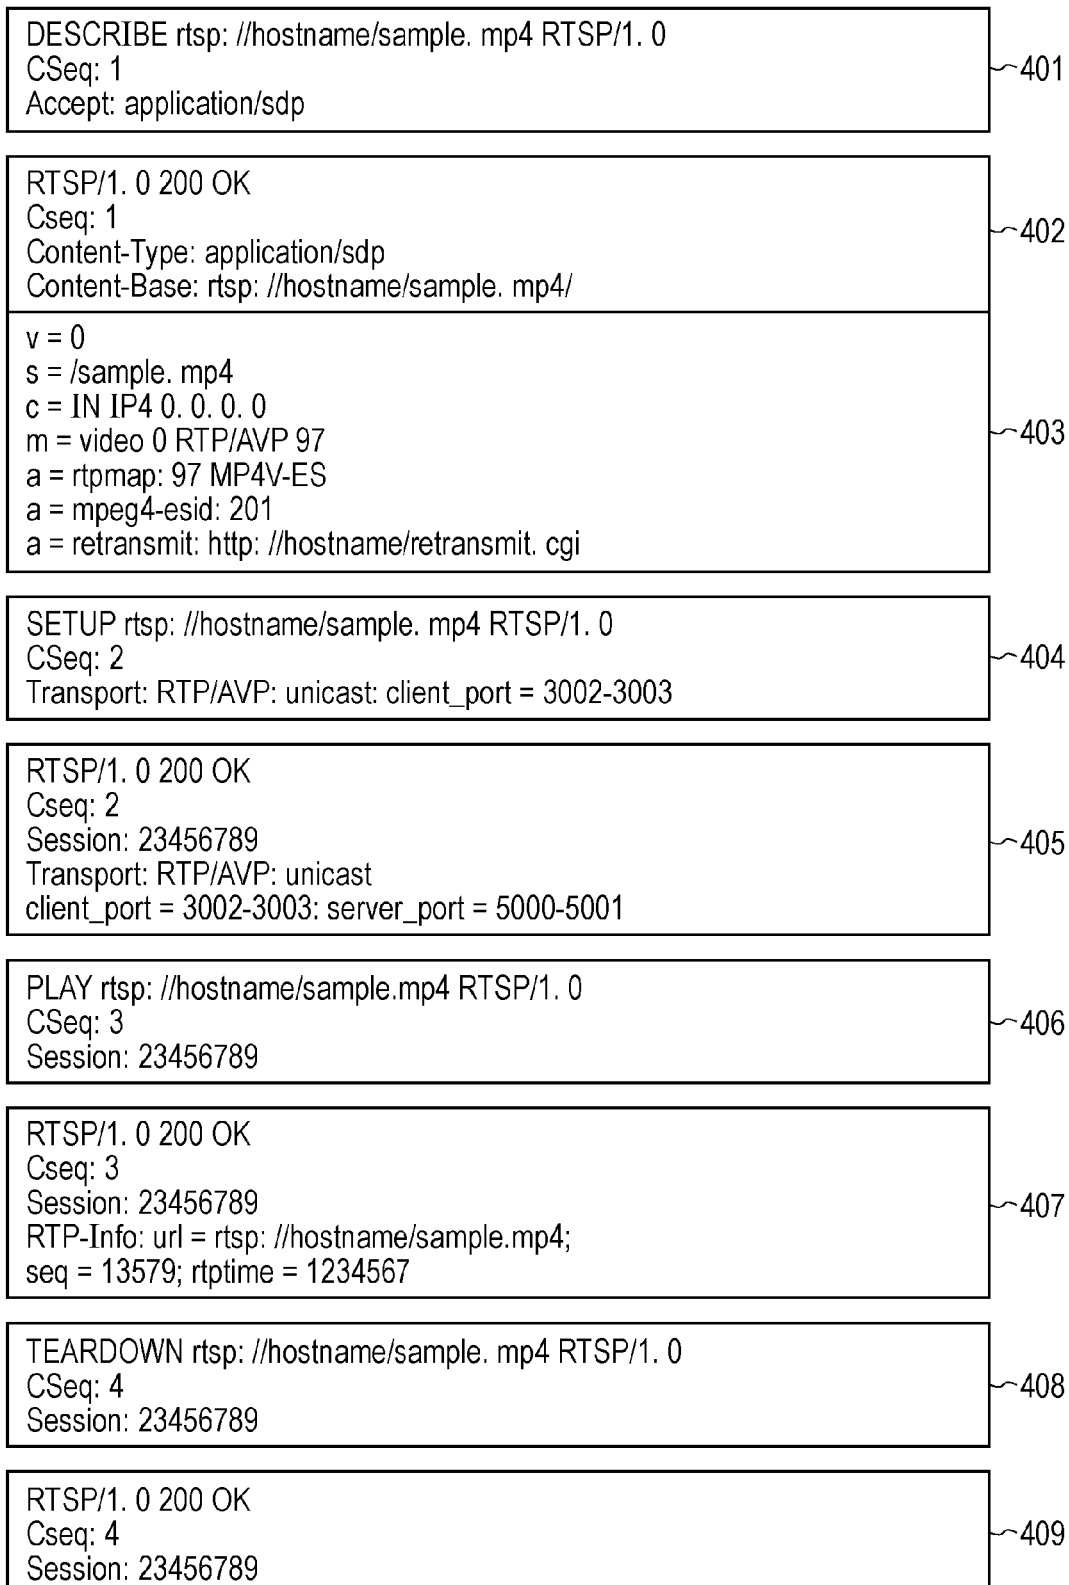 DESCRIBE rtsp: //hostname/sample. mp4 RTSP/1. 0
CSeq: 1
Accept: application/sdp
401
RTSP/1. 0 200 OK
Cseq: 1
Content-Type: application/sdp
Content-Base: rtsp: //hostname/sample. mp4/
402
v = 0
s = /sample. mp4
c = IN IP4 0. 0. 0. 0
m = video 0 RTP/AVP 97
a = rtpmap: 97 MP4V-ES
a = mpeg4-esid: 201
a = retransmit: http: //hostname/retransmit. cgi
403
SETUP rtsp: //hostname/sample. mp4 RTSP/1. 0
CSeq: 2
Transport: RTP/AVP: unicast: client_port = 3002-3003
404
RTSP/1. 0 200 OK
Cseq: 2
Session: 23456789
Transport: RTP/AVP: unicast
client_port = 3002-3003: server_port = 5000-5001
405
PLAY rtsp: //hostname/sample.mp4 RTSP/1. 0
CSeq: 3
Session: 23456789
406
RTSP/1. 0 200 OK
Cseq: 3
Session: 23456789
RTP-Info: url = rtsp: //hostname/sample.mp4;
seq = 13579; rtptime = 1234567
407
TEARDOWN rtsp: //hostname/sample. mp4 RTSP/1. 0
CSeq: 4
Session: 23456789
408
RTSP/1. 0 200 OK
Cseq: 4
Session: 23456789
409